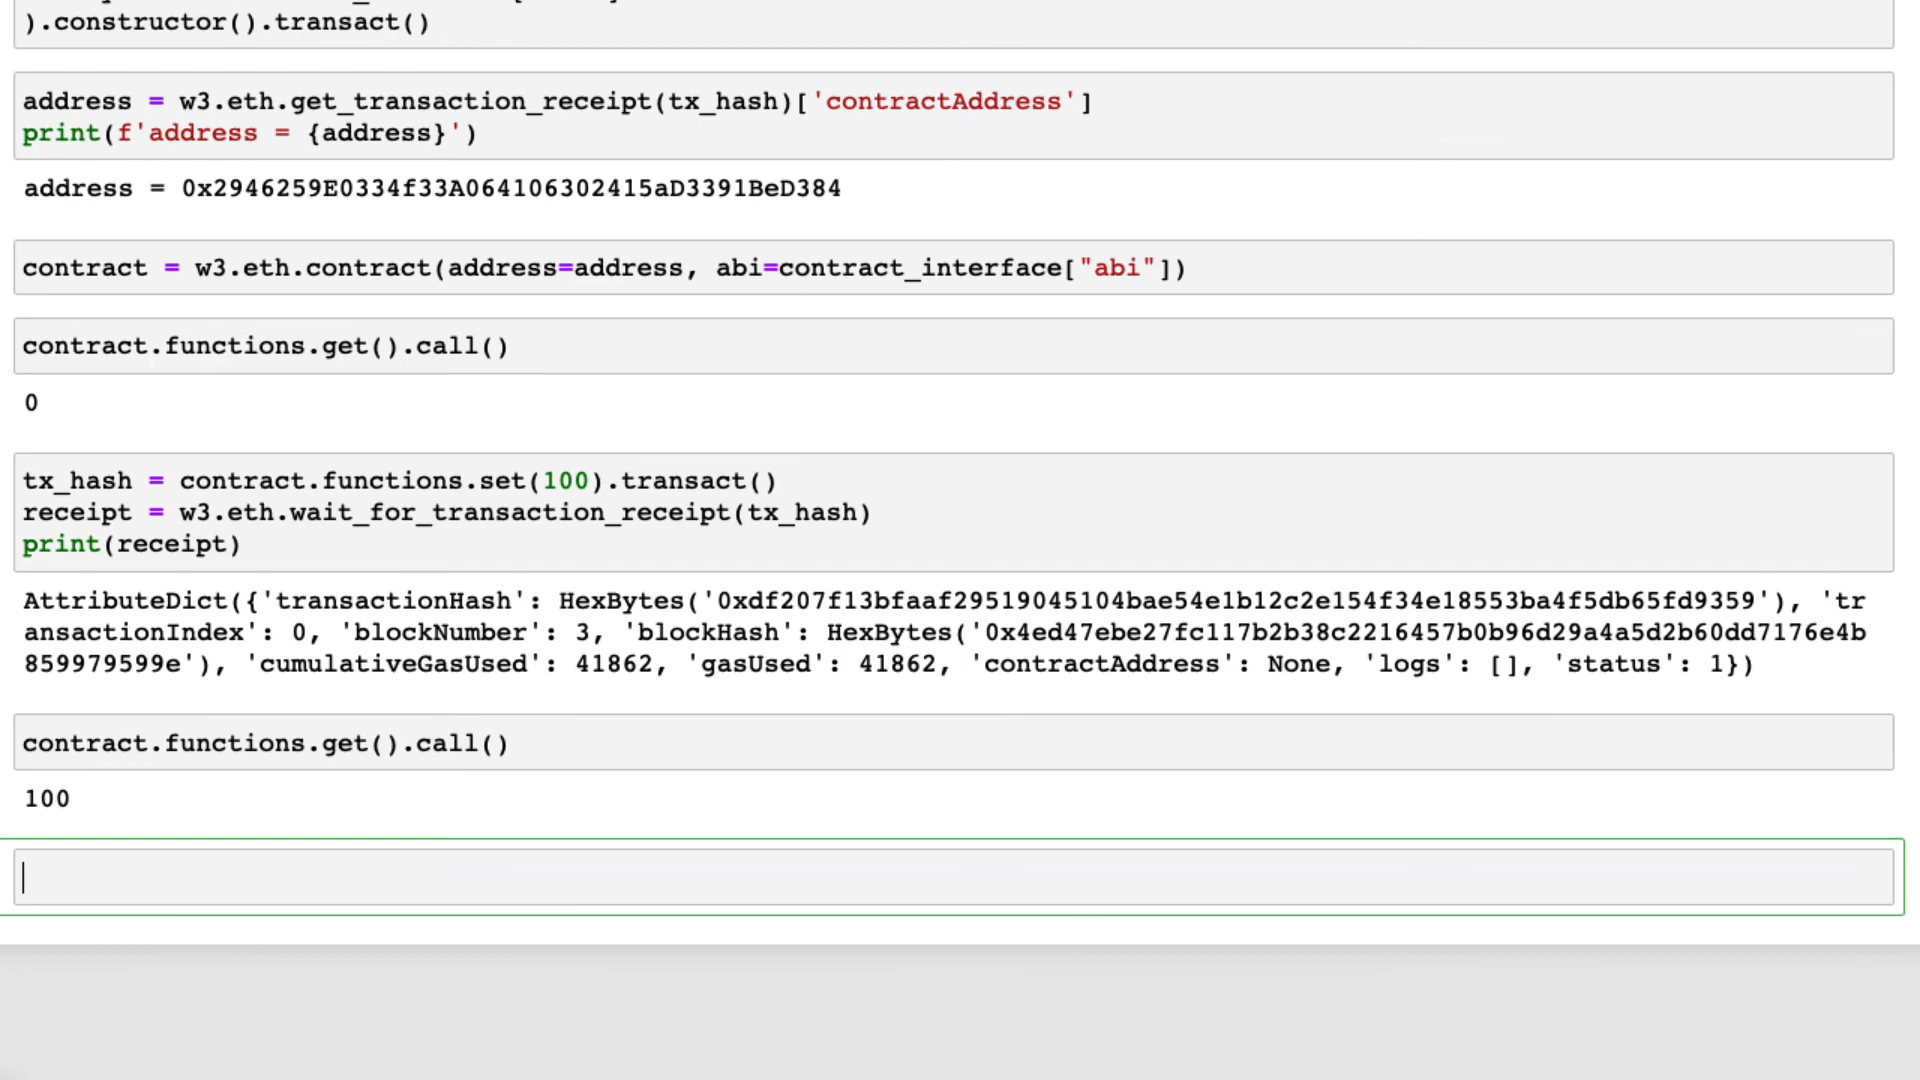 ).constructor().transact()
address = w3.eth.get_transaction_receipt(tx_hash)['contractAddress']
print(f'address = {address}')
address = 0x2946259E0334f33A064106302415aD3391BeD384
contract = w3.eth.contract(address=address, abi=contract_interface["abi"])
contract.functions.get().call()
0
tx_hash = contract.functions.set(100).transact()
receipt = w3.eth.wait_for_transaction_receipt(tx_hash)
print(receipt)
AttributeDict({'transactionHash': HexBytes('0xdf207f13bfaaf29519045104bae54e1b12c2e154f34e18553ba4f5db65fd9359'), 'tr
ansactionIndex': 0, 'blockNumber': 3, 'blockHash': HexBytes('0x4ed47ebe27fc117b2b38c2216457b0b96d29a4a5d2b60dd7176e4b
859979599e'), 'cumulativeGasUsed': 41862, 'gasUsed': 41862, 'contractAddress': None, 'logs': [], 'status': 1})
contract.functions.get().call()
100